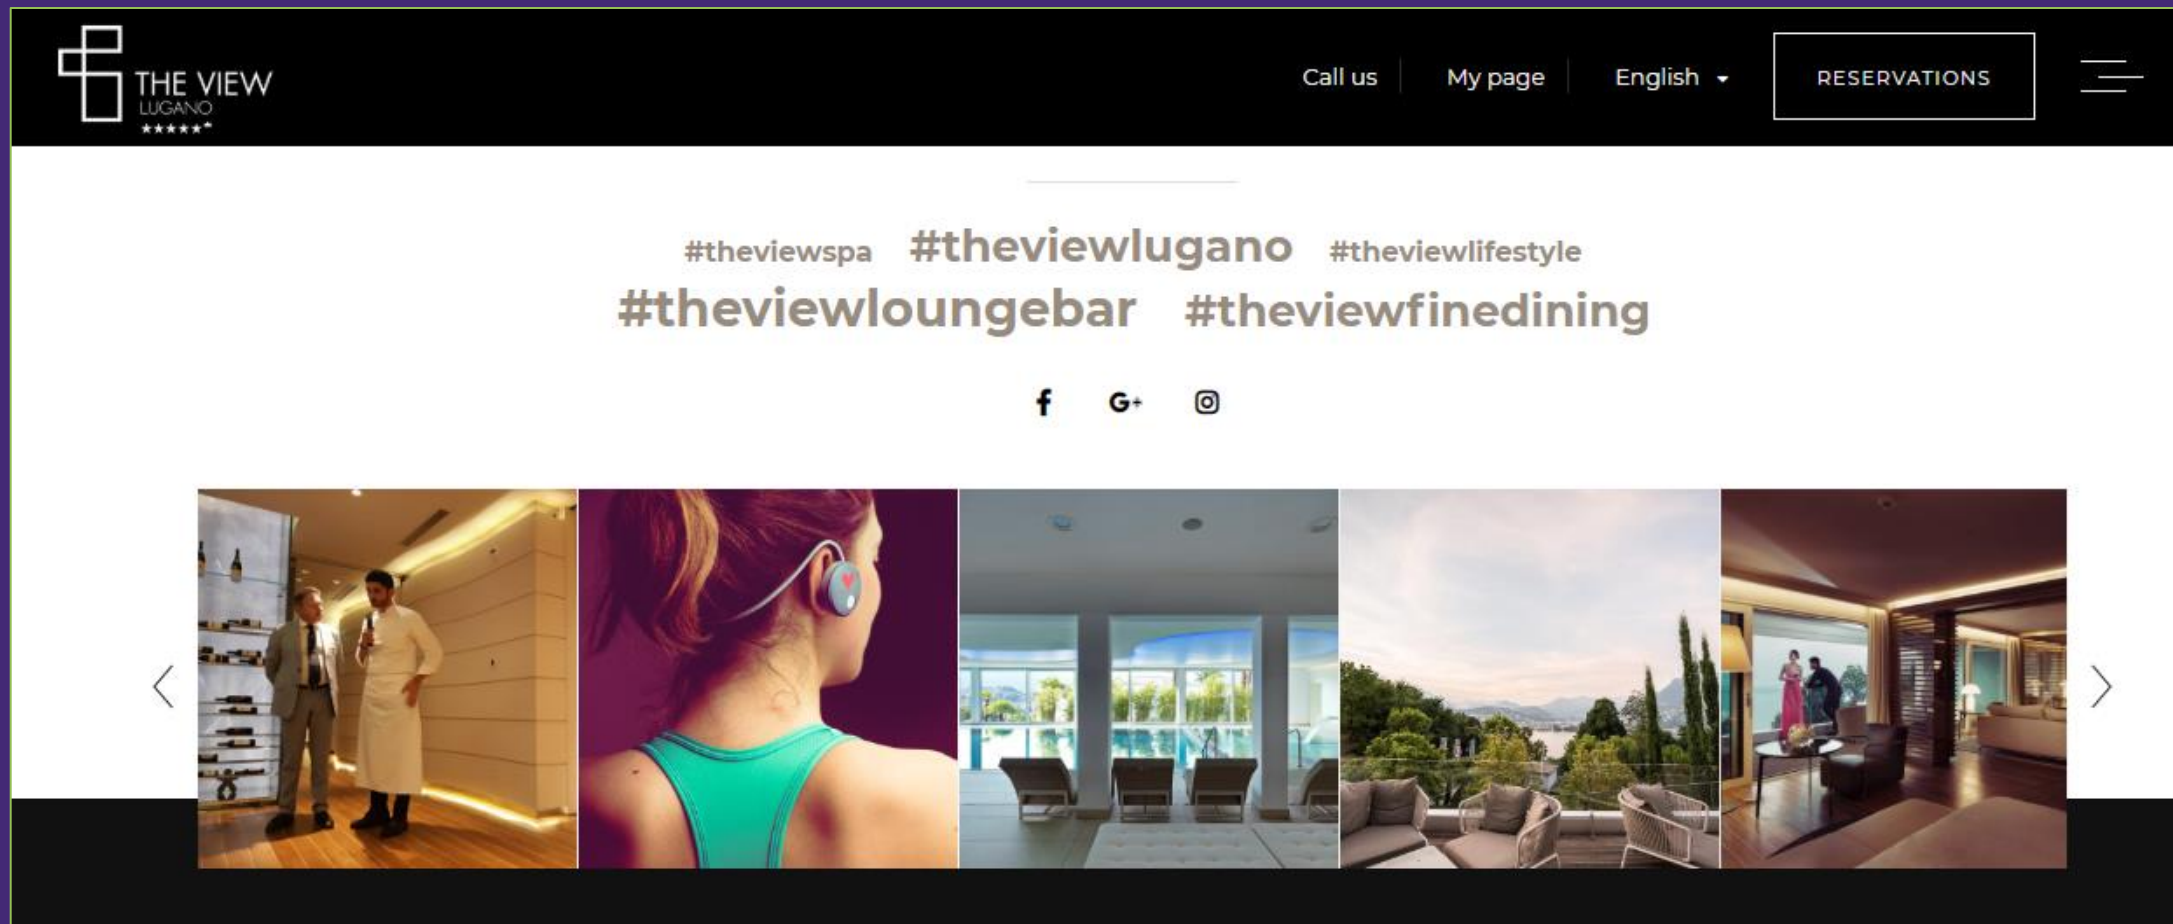 THE VIEW
LUGANO
★★★★★
Call us
My page
English
RESERVATIONS
#theviewspa #theviewlugano #theviewlifestyle
#theviewloungebar #theviewfinedining
G+